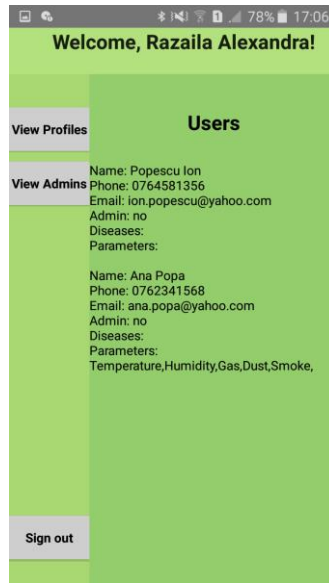 78% 17:06
Welcome, Razaila Alexandra!
View Profiles
View Admins
Users
Name: Popescu Ion
Phone: 0764581356
Email: ion.popescu@yahoo.com
Admin: no
Diseases:
Parameters:
Name: Ana Popa
Phone: 0762341568
Email: ana.popa@yahoo.com
Admin: no
Diseases:
Parameters:
Temperature,Humidity,Gas,Dust,Smoke,
Sign out